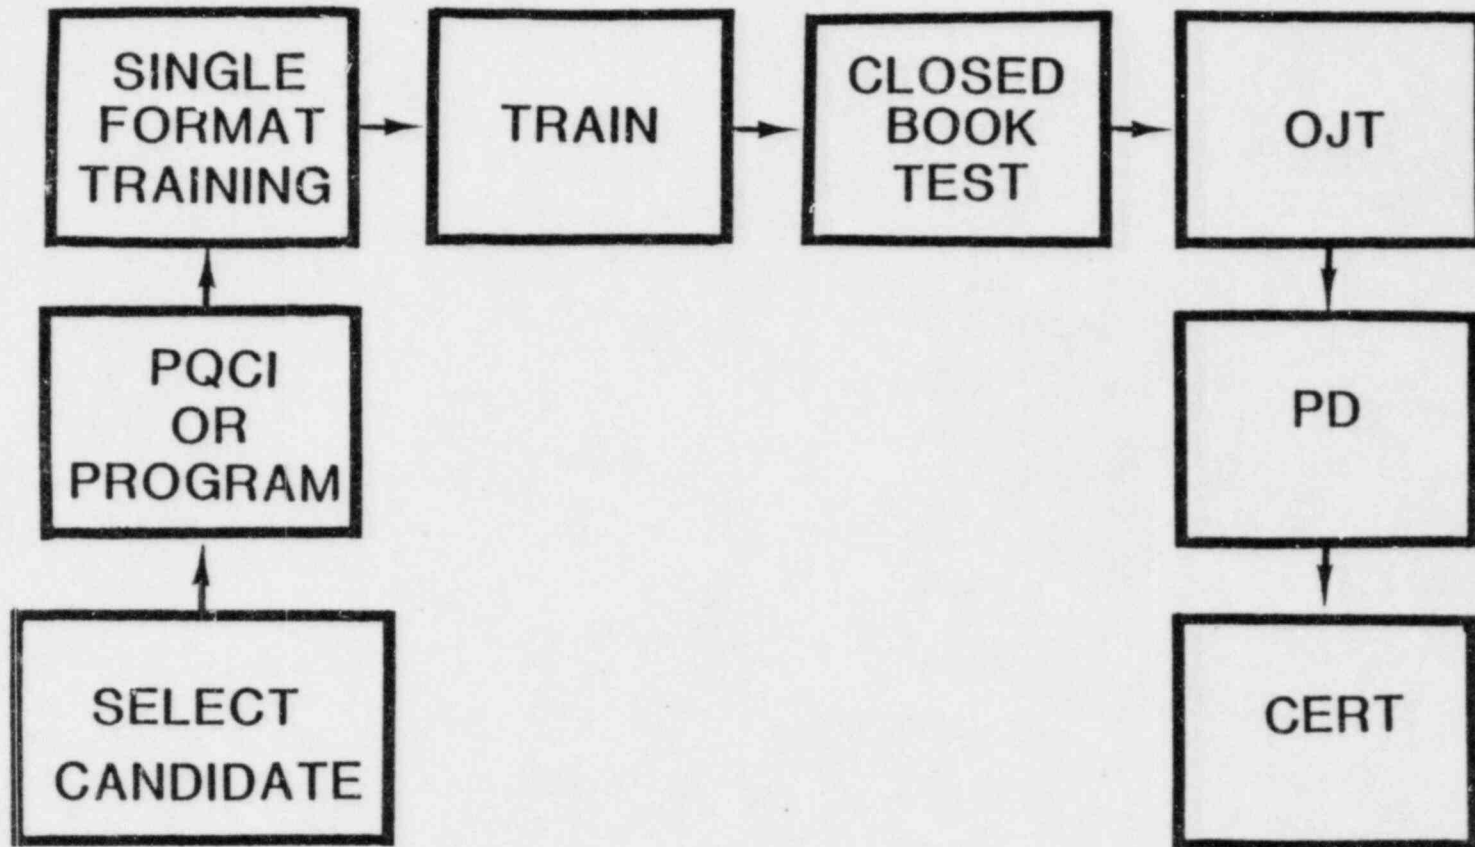 SINGLE
FORMAT
TRAINING
TRAIN
CLOSED
BOOK
TEST
OJT
PQCI
OR
PROGRAM
PD
SELECT
CANDIDATE
CERT